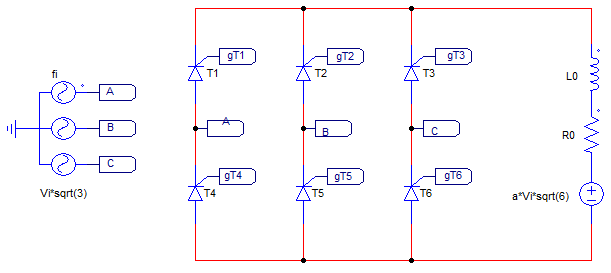 gT1
gT2
gT3
T1
T2
T3
L0
fi
A
B
C
A
B
C
R0
gT4
gT5
gT6
T4
T5
T6
Vi*sqrt(3)
a*Vi*sqrt(6)